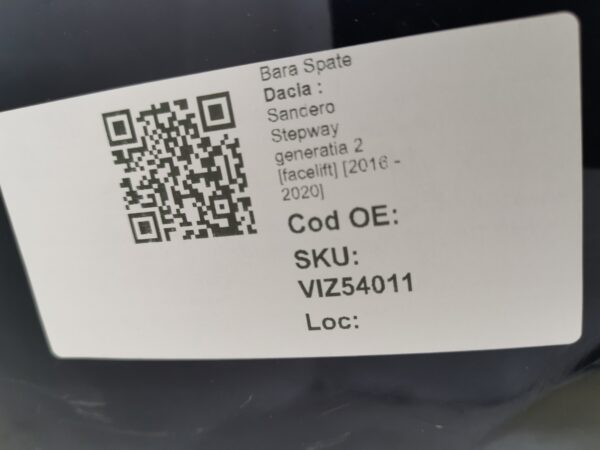 Bara Spate
Dacia :
Sandero
Stepway
generatia 2
[facelift] [2016 -
2020]
Cod OE:
SKU:
VIZ54011
Loc: